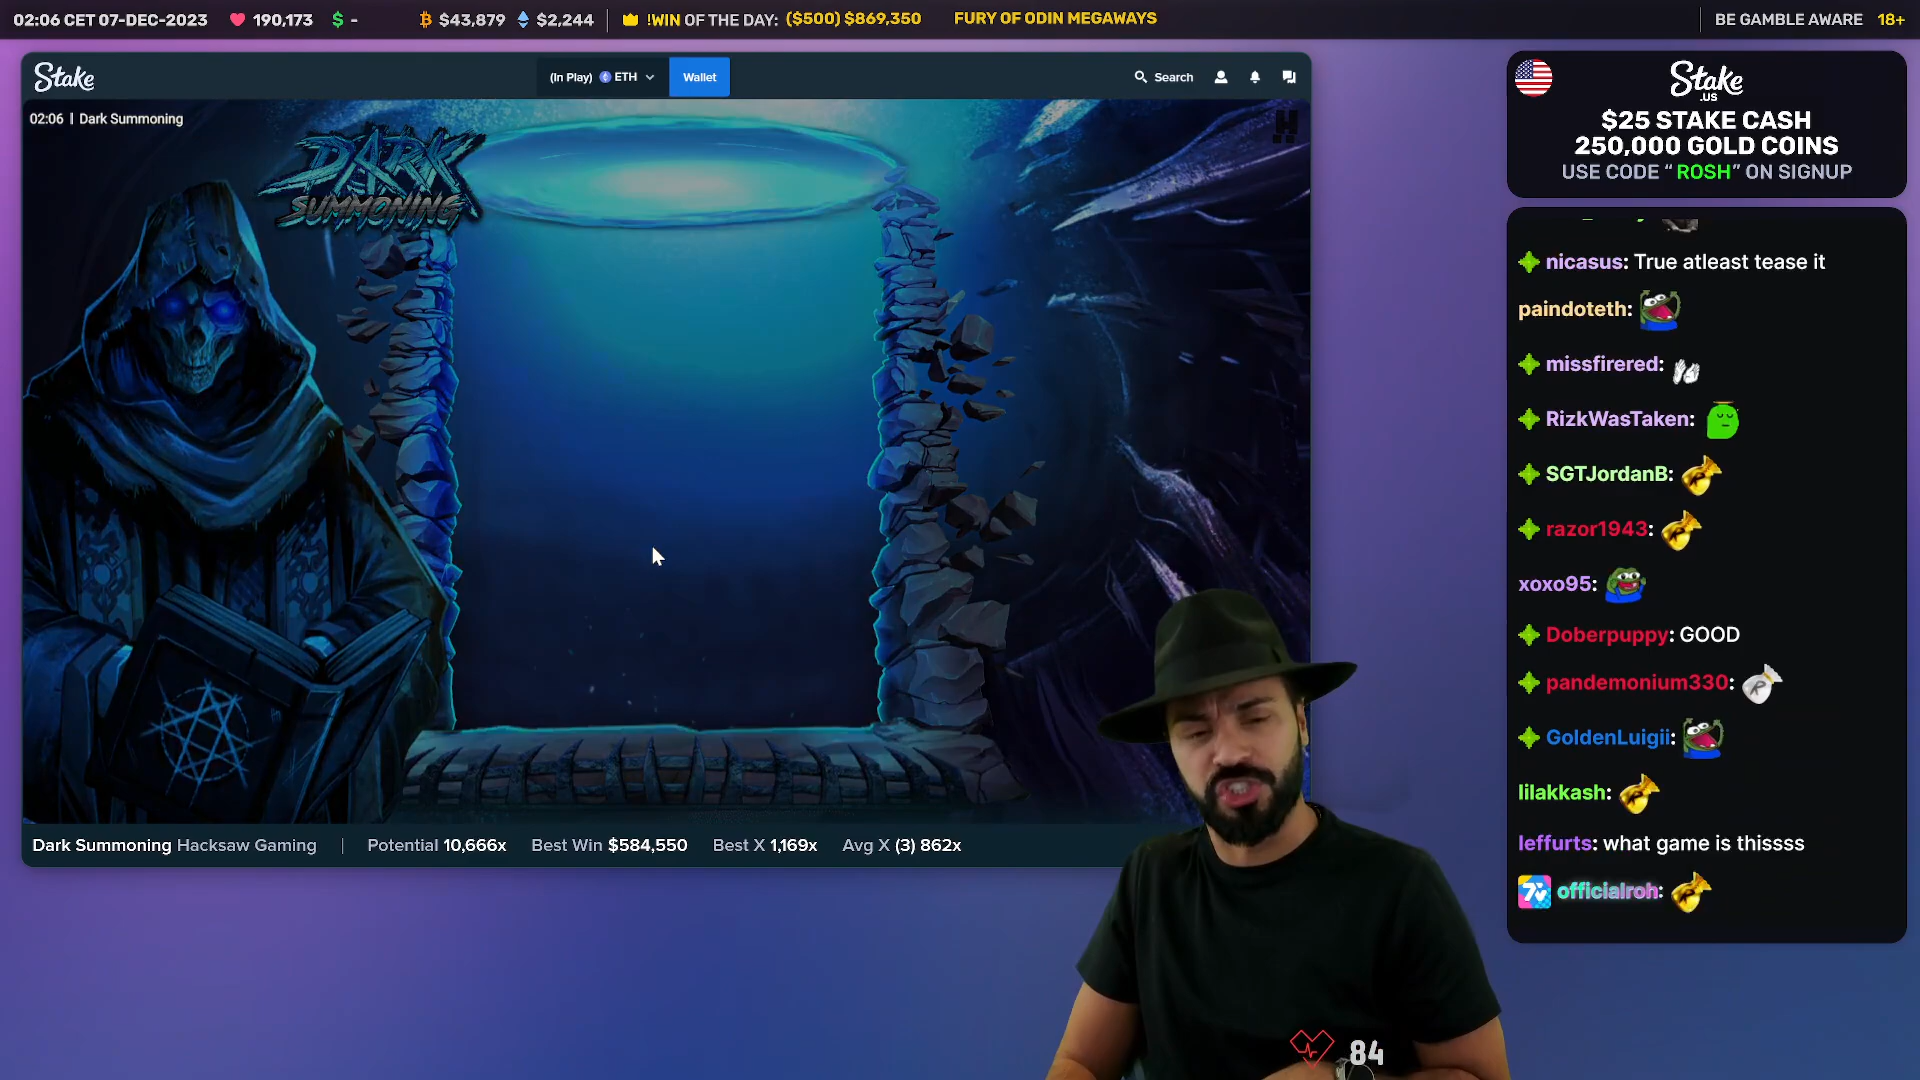 02:06 CET 07-DEC-2023 190,173 $ - $43,879 $2,244 !WIN OF THE DAY: ($500) $869,350 FURY OF ODIN MEGAWAYS BE GAMBLE AWARE 18+
Stake (In Play) ETH Wallet Search
02:06 | Dark Summoning
DARK
SUMMONING
Dark Summoning Hacksaw Gaming | Potential 10,666x Best Win $584,550 Best X 1,169x Avg X (3) 862x
84
Stake
.US
$25 STAKE CASH
250,000 GOLD COINS
USE CODE “ ROSH” ON SIGNUP
nicasus: True atleast tease it
paindoteth:
missfirered:
RizkWasTaken:
SGTJordanB:
razor1943:
xoxo95:
Doberpuppy: GOOD
pandemonium330:
GoldenLuigii:
lilakkash:
leffurts: what game is thissss
officialroh: